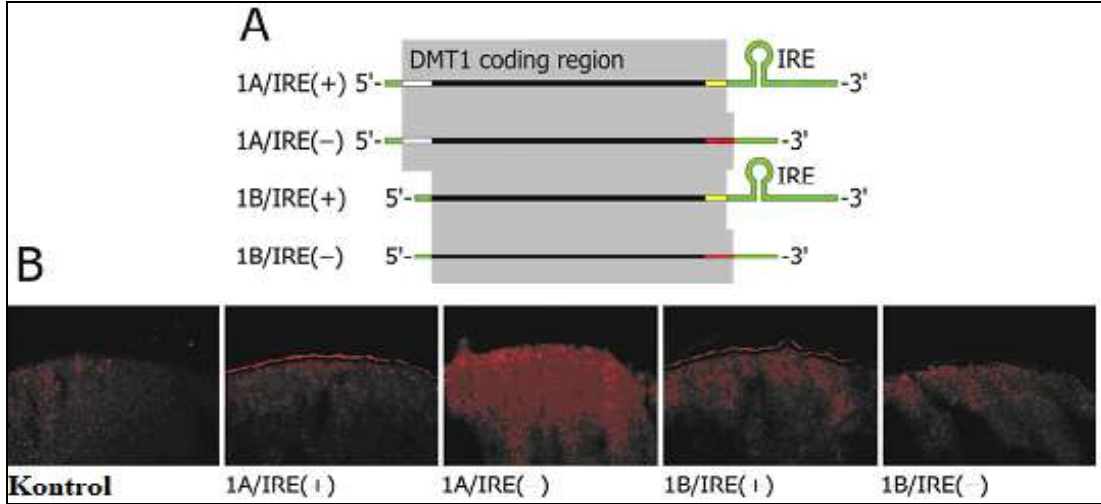 A
DMT1 coding region
IRE
1A/IRE(+) 5'- -3'
1A/IRE(−) 5'- -3'
IRE
1B/IRE(+) 5'- -3'
1B/IRE(−) 5'- -3'
B
Kontrol 1A/IRE(+) 1A/IRE(−) 1B/IRE(+) 1B/IRE(−)